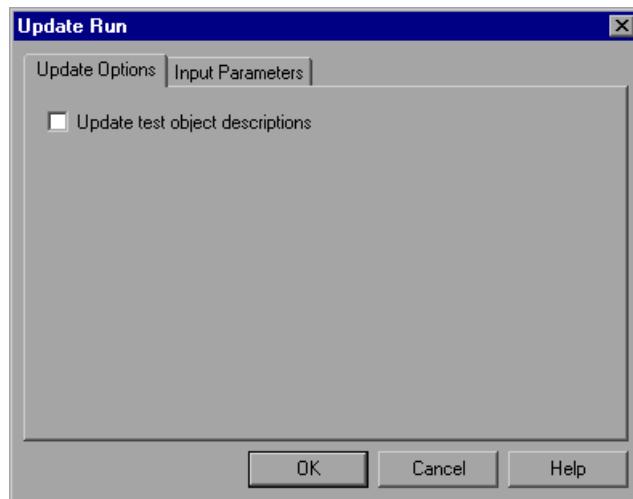 Update Run
Update Options Input Parameters
Update test object descriptions
OK Cancel Help